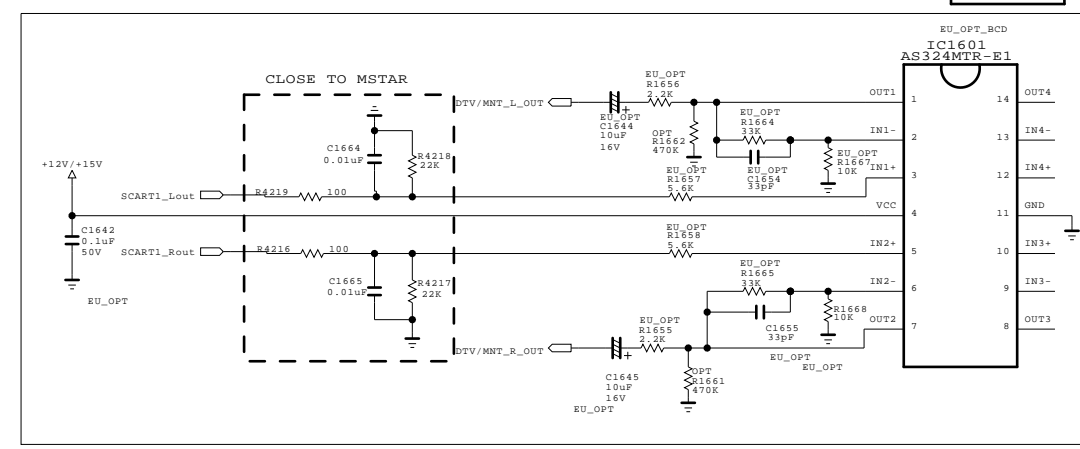 EU_OPT_BCD
IC1601
AS324MTR-E1
CLOSE TO MSTAR
DTV/MNT_L_OUT
EU_OPT
C1644
10uF
16V
+
EU_OPT
R1656
2.2K
OPT
R1662
470K
EU_OPT
R1664
33K
EU_OPT
C1654
33pF
EU_OPT
R1667
10K
EU_OPT
R1657
5.6K
OUT1
IN1-
IN1+
VCC
IN2+
IN2-
OUT2
1
2
3
4
5
6
7
14
13
12
11
10
9
8
OUT4
IN4-
IN4+
GND
IN3+
IN3-
OUT3
C1664
0.01uF
R4218
22K
+12V/+15V
SCART1_Lout
R4219
100
C1642
0.1uF
50V
EU_OPT
SCART1_Rout
R4216
100
C1665
0.01uF
R4217
22K
EU_OPT
R1658
5.6K
EU_OPT
R1665
33K
C1655
33pF
EU_OPT
R1668
10K
EU_OPT
DTV/MNT_R_OUT
EU_OPT
R1655
2.2K
+
C1645
10uF
16V
EU_OPT
OPT
R1661
470K